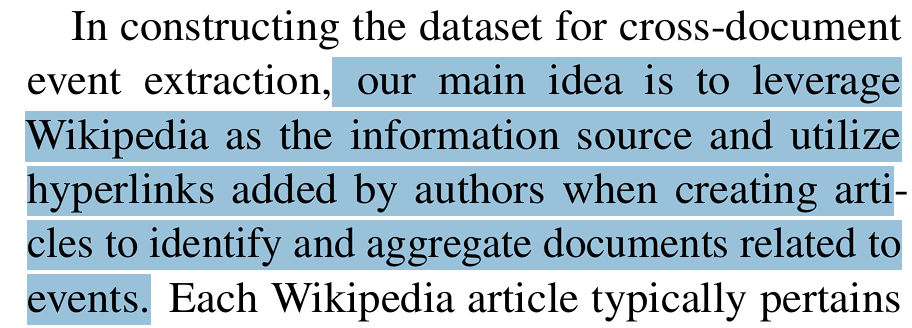 In constructing the dataset for cross-document
event extraction, our main idea is to leverage
Wikipedia as the information source and utilize
hyperlinks added by authors when creating arti-
cles to identify and aggregate documents related to
events. Each Wikipedia article typically pertains